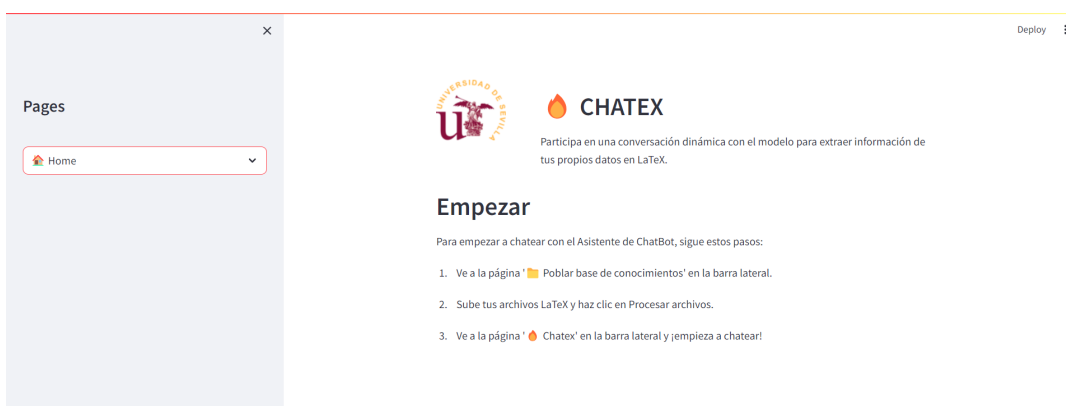 Deploy
Pages
🏠 Home
UNIVERSIDAD DE SEVILLA
🔥 CHATEX
Participa en una conversación dinámica con el modelo para extraer información de
tus propios datos en LaTeX.
Empezar
Para empezar a chatear con el Asistente de ChatBot, sigue estos pasos:
1. Ve a la página '📁 Poblar base de conocimientos' en la barra lateral.
2. Sube tus archivos LaTeX y haz clic en Procesar archivos.
3. Ve a la página '🔥 Chatex' en la barra lateral y ¡empieza a chatear!